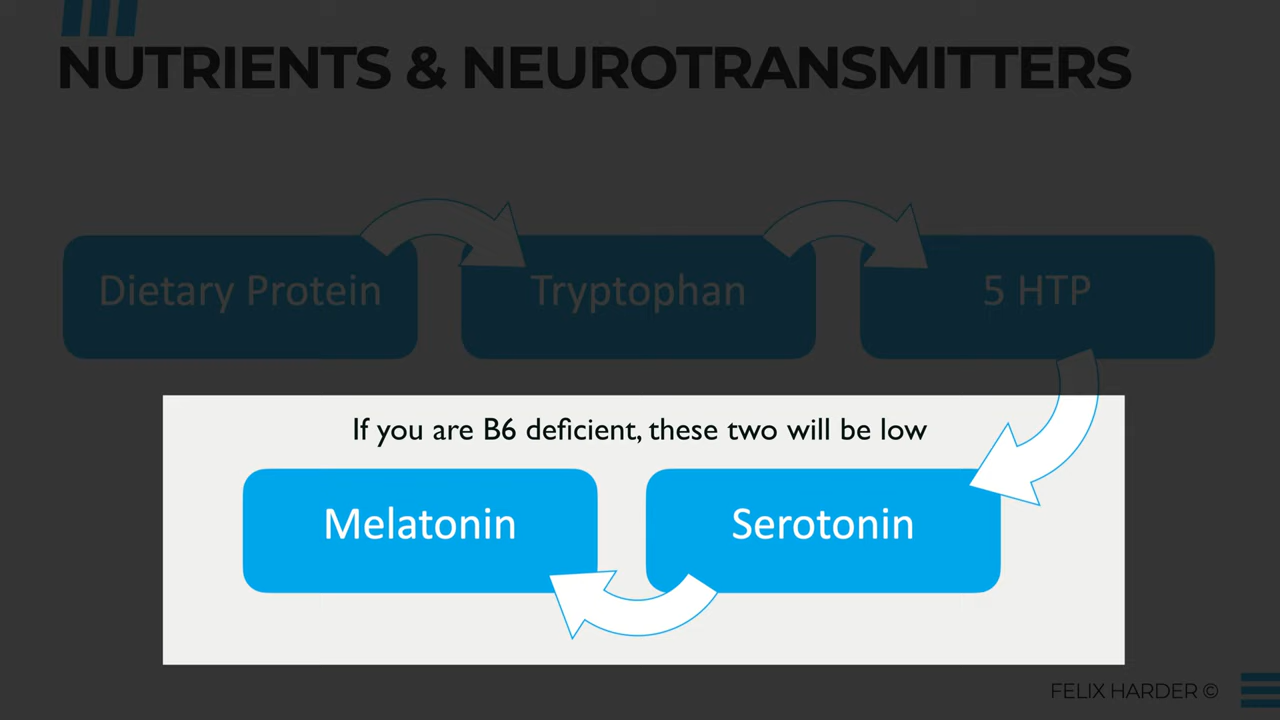 NUTRIENTS & NEUROTRANSMITTERS
Dietary Protein
Tryptophan
5 HTP
If you are B6 deficient, these two will be low
Melatonin
Serotonin
FELIX HARDER ©